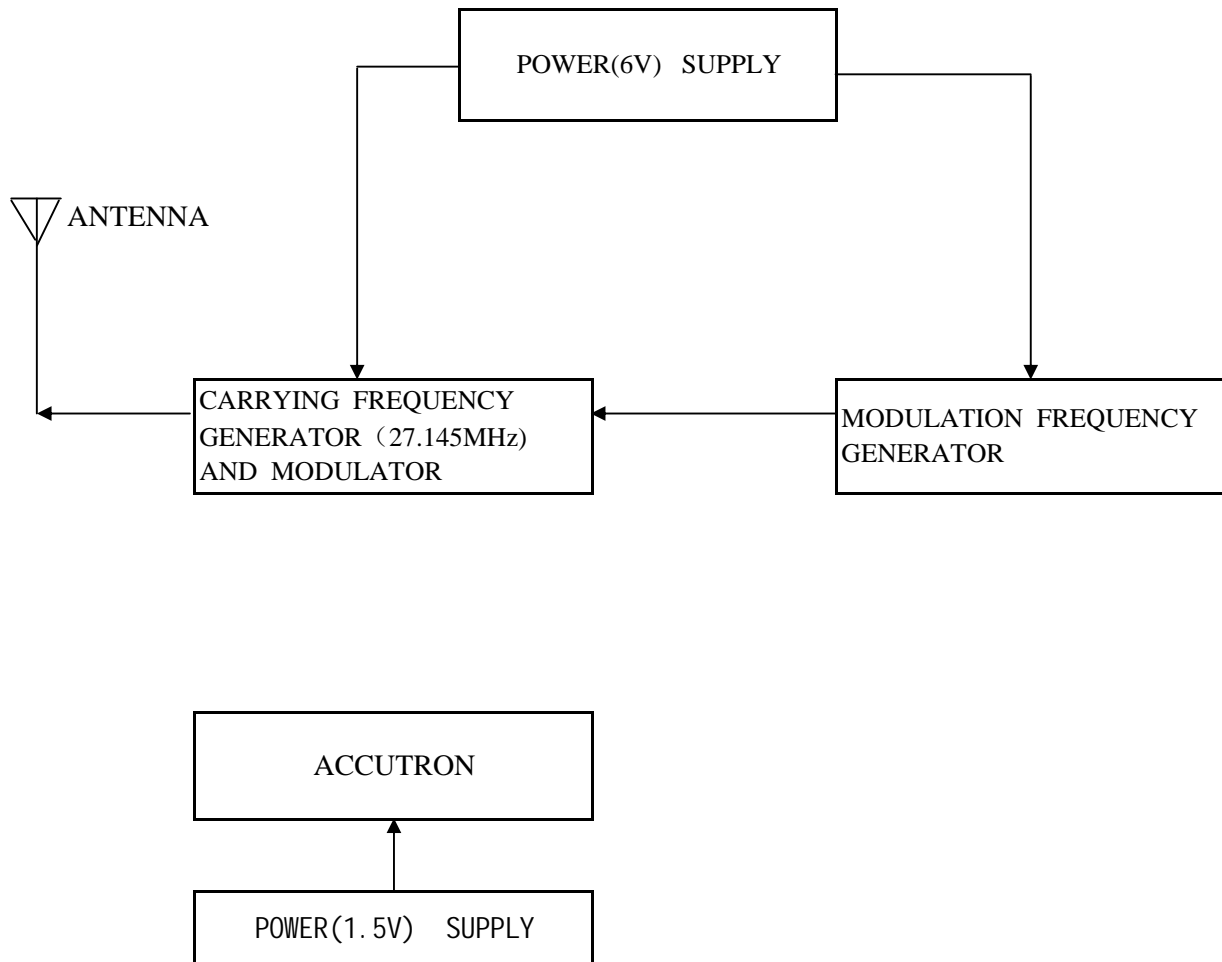 POWER(6V) SUPPLY
ANTENNA
CARRYING FREQUENCY
GENERATOR（27.145MHz)
AND MODULATOR
MODULATION FREQUENCY
GENERATOR
ACCUTRON
POWER(1.5V) SUPPLY